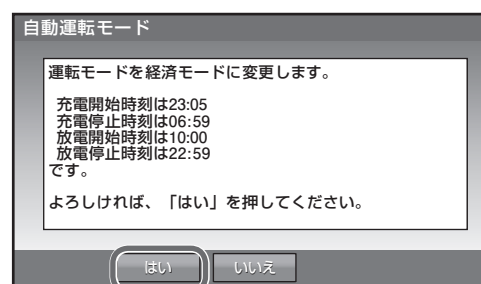 自動運転モード
運転モードを経済モードに変更します。
充電開始時刻は23:05
充電停止時刻は06:59
放電開始時刻は10:00
放電停止時刻は22:59
です。
よろしければ、「はい」を押してください。
はい いいえ